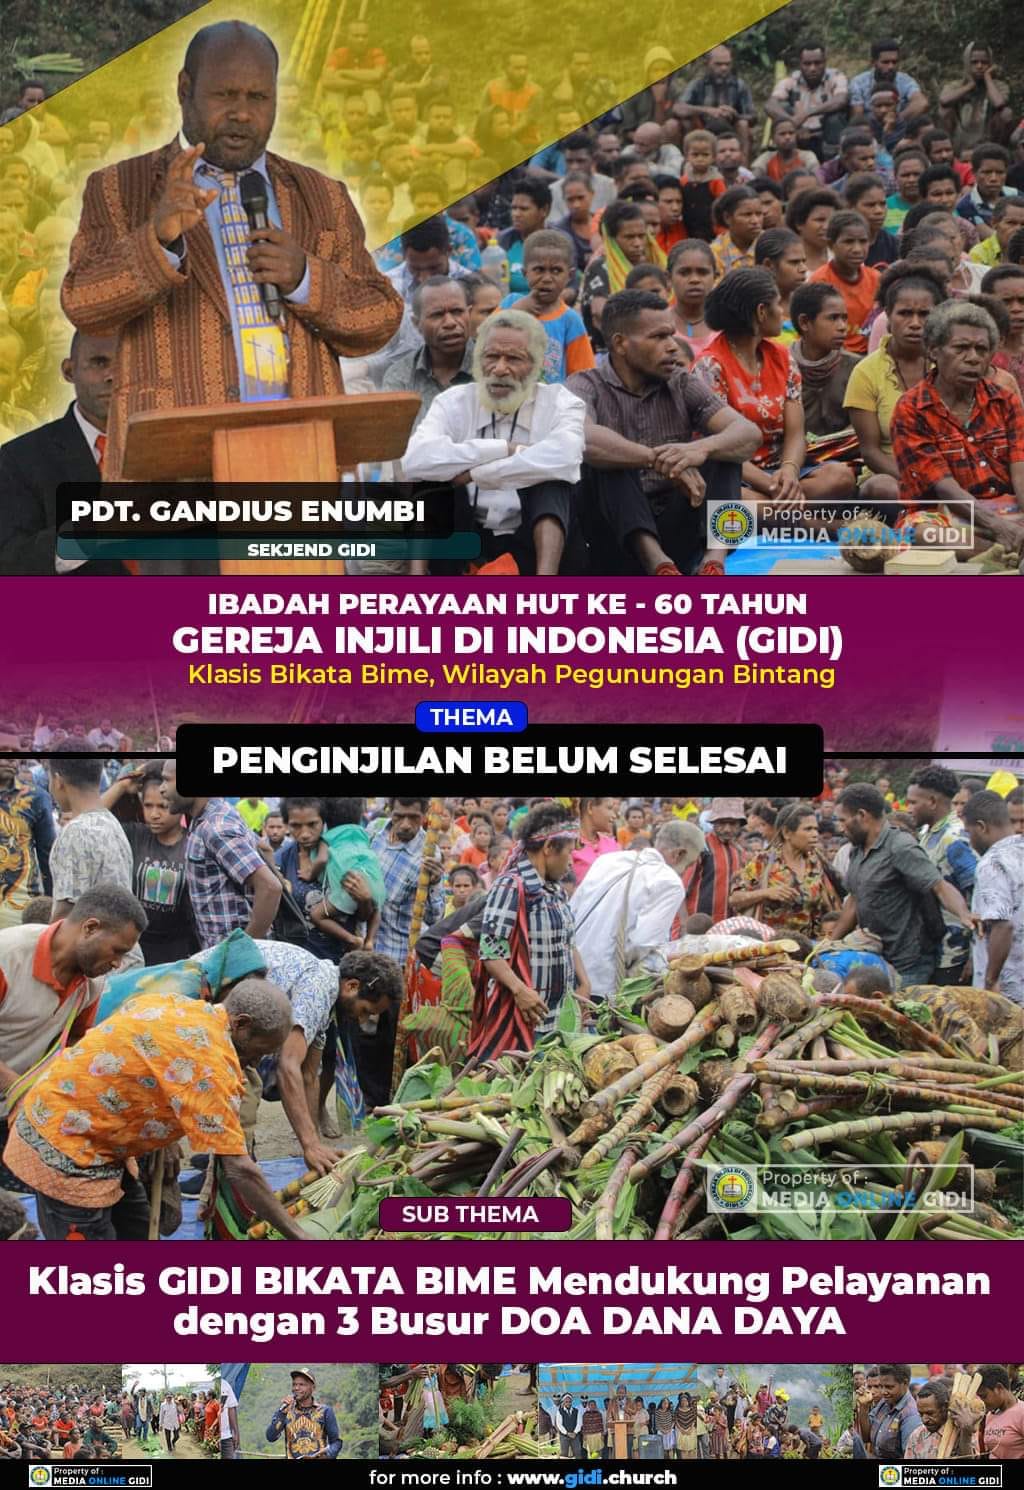 PDT. GANDIUS ENUMBI
SEKJEND GIDI
Property of :
MEDIA ONLINE GIDI
IBADAH PERAYAAN HUT KE - 60 TAHUN
GEREJA INJILI DI INDONESIA (GIDI)
Klasis Bikata Bime, Wilayah Pegunungan Bintang
THEMA
PENGINJILAN BELUM SELESAI
Property of :
MEDIA ONLINE GIDI
SUB THEMA
Klasis GIDI BIKATA BIME Mendukung Pelayanan
dengan 3 Busur DOA DANA DAYA
Property of :
MEDIA ONLINE GIDI
for more info : www.gidi.church
Property of :
MEDIA ONLINE GIDI